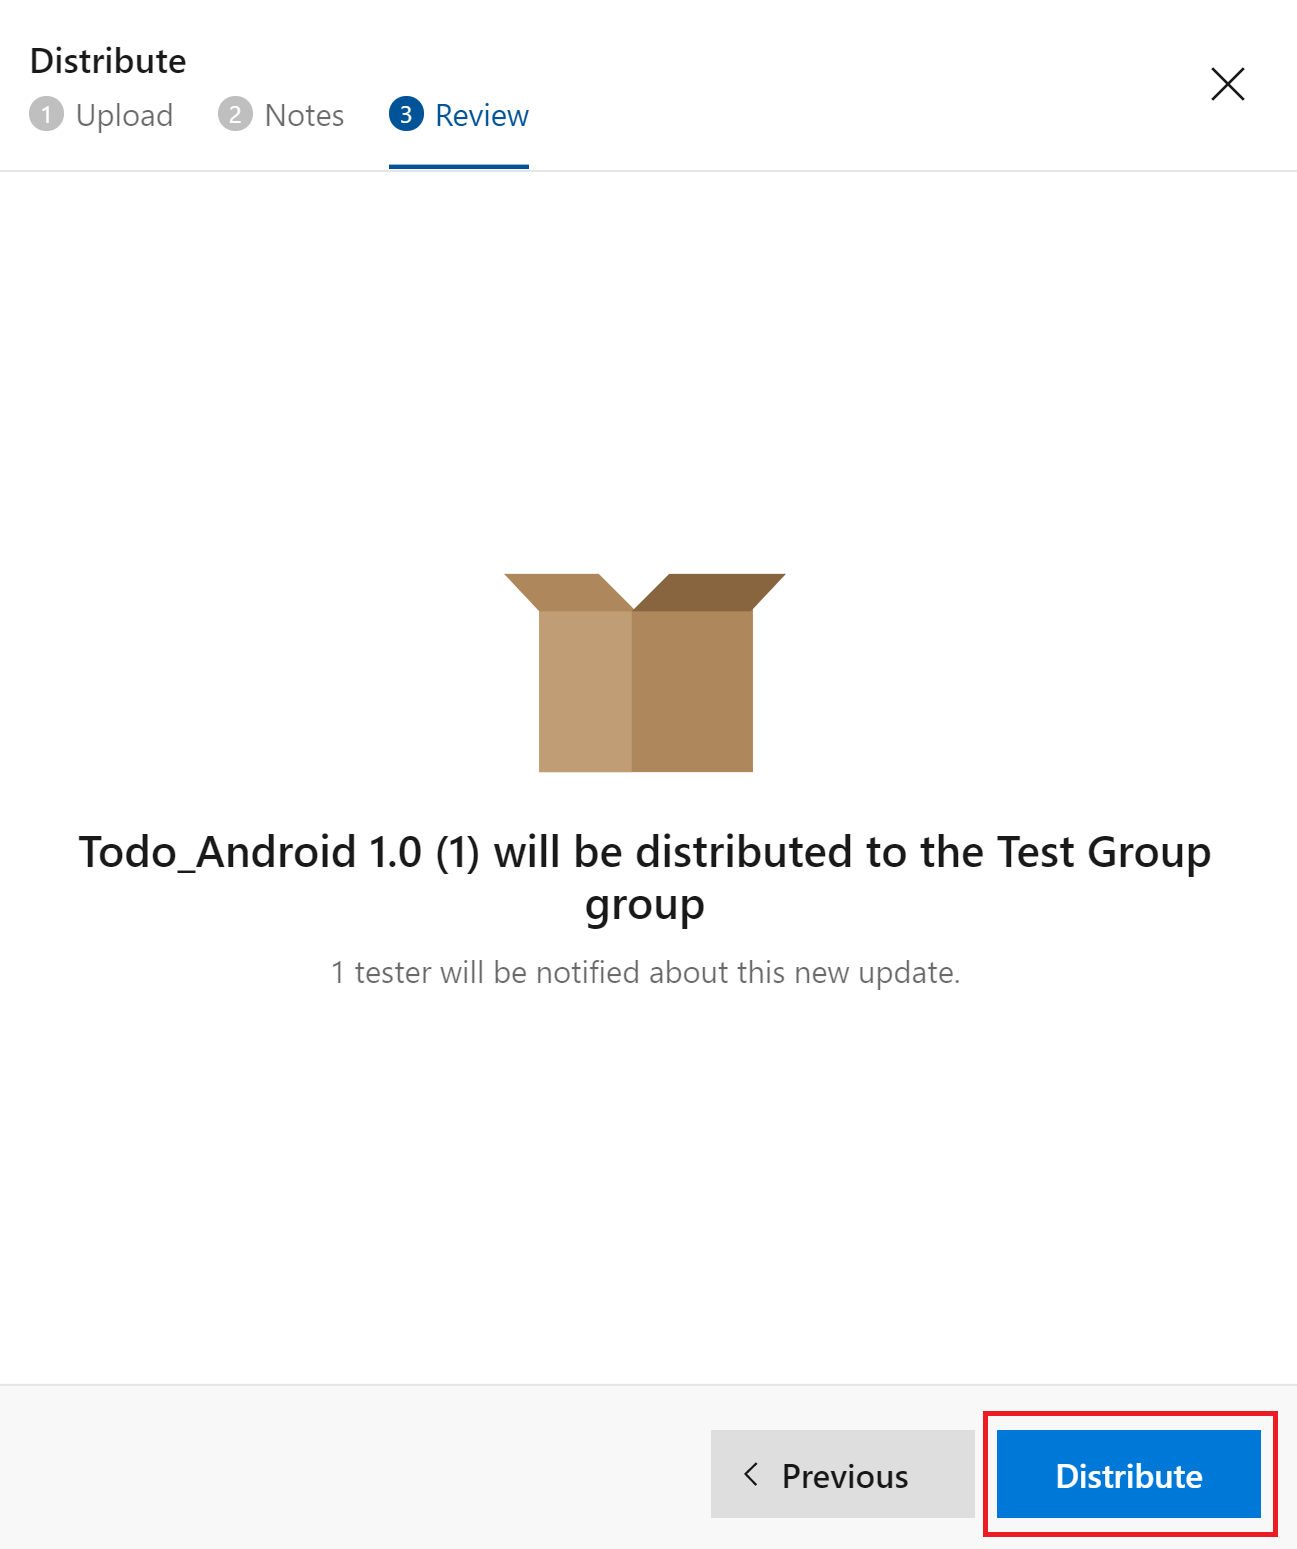 Distribute
1 Upload 2 Notes 3 Review
Todo_Android 1.0 (1) will be distributed to the Test Group
group
1 tester will be notified about this new update.
Previous Distribute